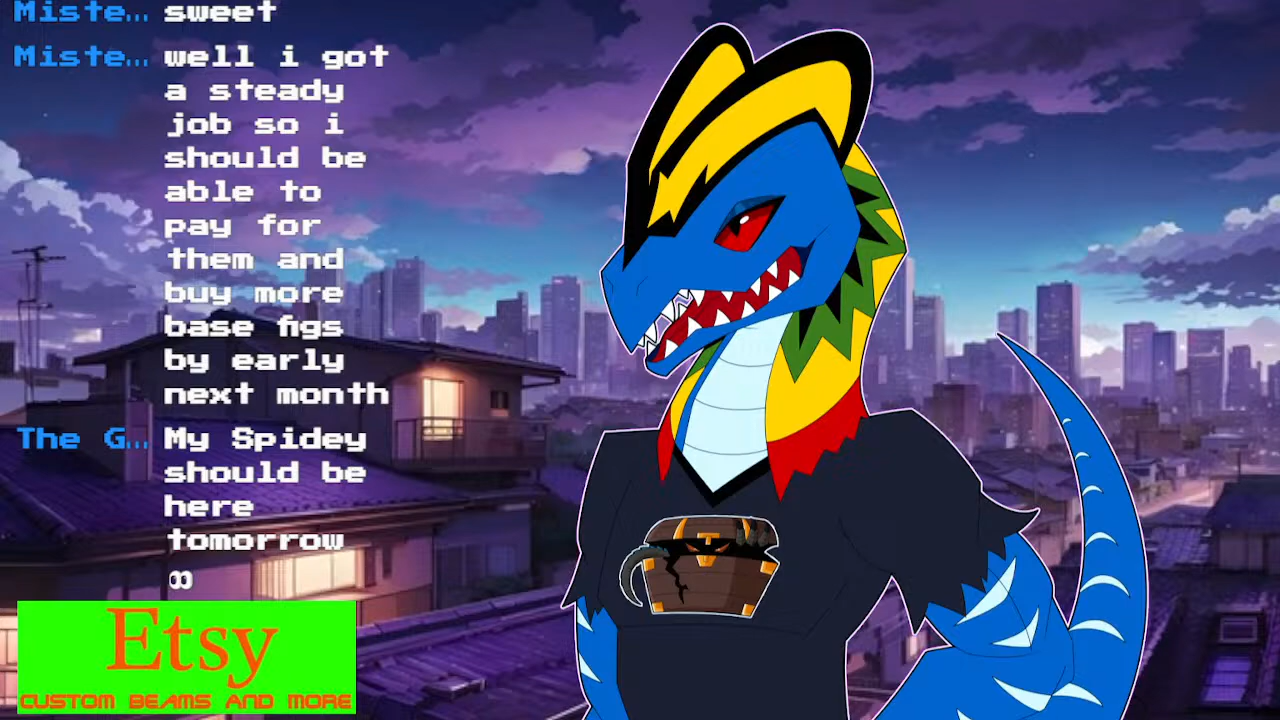 Miste... sweet
Miste... well i got
a steady
job so i
should be
able to
pay for
them and
buy more
base figs
by early
next month
The G... My Spidey
should be
here
tomorrow
Etsy
CUSTOM BEAMS AND MORE